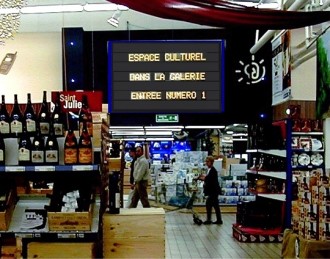 ESPACE CULTUREL
DANS LA GALERIE
ENTREE NUMERO 1
Saint
Julie